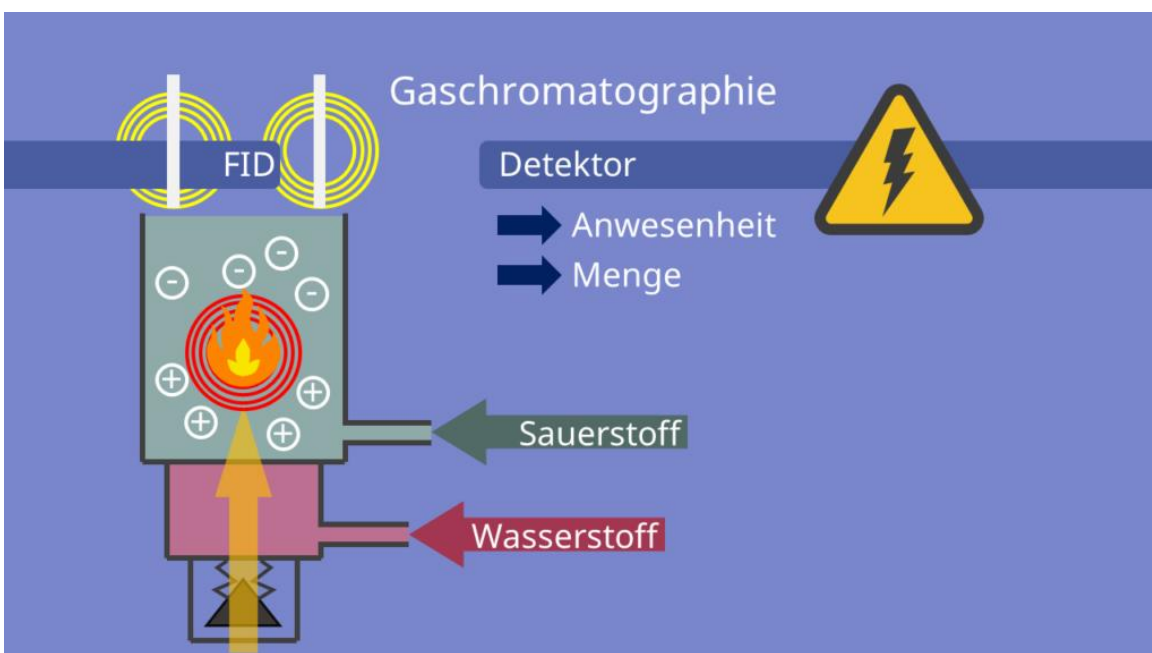 Gaschromatographie
FID
Detektor
Anwesenheit
Menge
Sauerstoff
Wasserstoff